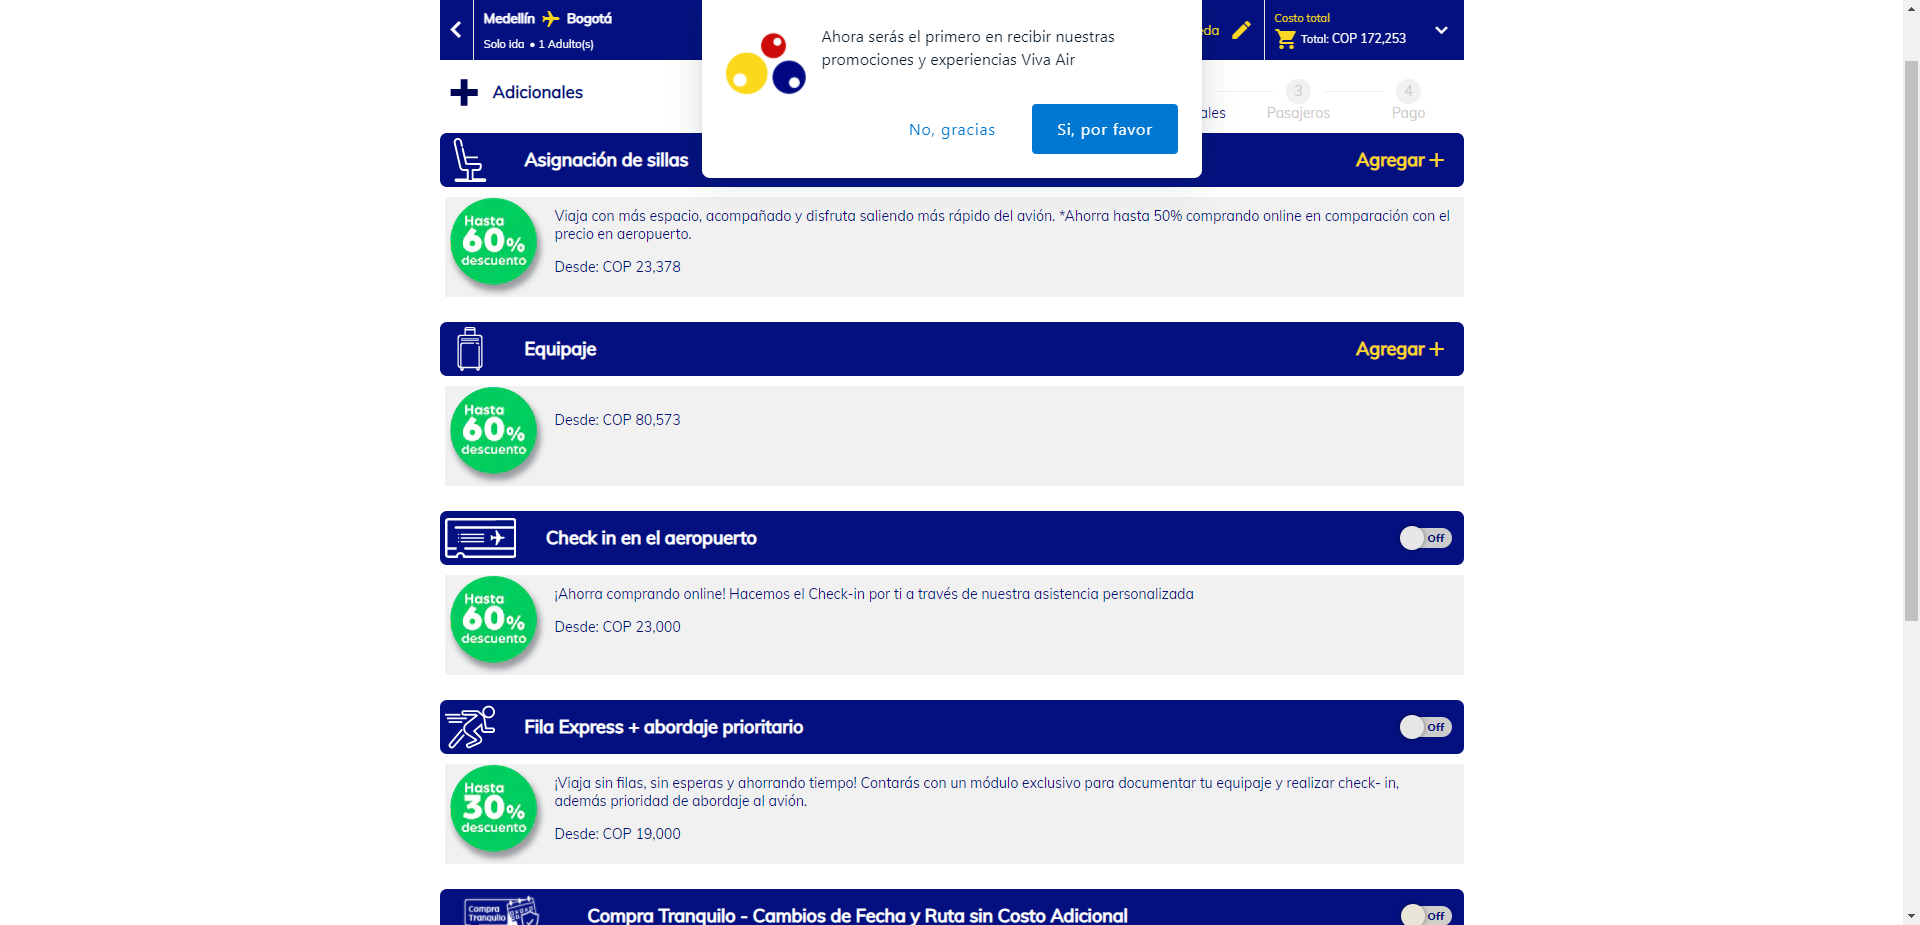 Medellín Bogotá
Solo ida • 1 Adulto(s)
Ahora serás el primero en recibir nuestras
promociones y experiencias Viva Air
No, gracias
Si, por favor
Costo total
Total: COP 172,253
Adicionales
3
Pasajeros
4
Pago
Asignación de sillas
Agregar +
Hasta
60%
descuento
Viaja con más espacio, acompañado y disfruta saliendo más rápido del avión. *Ahorra hasta 50% comprando online en comparación con el
precio en aeropuerto.
Desde: COP 23,378
Equipaje
Agregar +
Hasta
60%
descuento
Desde: COP 80,573
Check in en el aeropuerto
Off
Hasta
60%
descuento
¡Ahorra comprando online! Hacemos el Check-in por ti a través de nuestra asistencia personalizada
Desde: COP 23,000
Fila Express + abordaje prioritario
Off
Hasta
30%
descuento
¡Viaja sin filas, sin esperas y ahorrando tiempo! Contarás con un módulo exclusivo para documentar tu equipaje y realizar check- in,
además prioridad de abordaje al avión.
Desde: COP 19,000
Compra
Tranquilo
Compra Tranquilo - Cambios de Fecha y Ruta sin Costo Adicional
Off